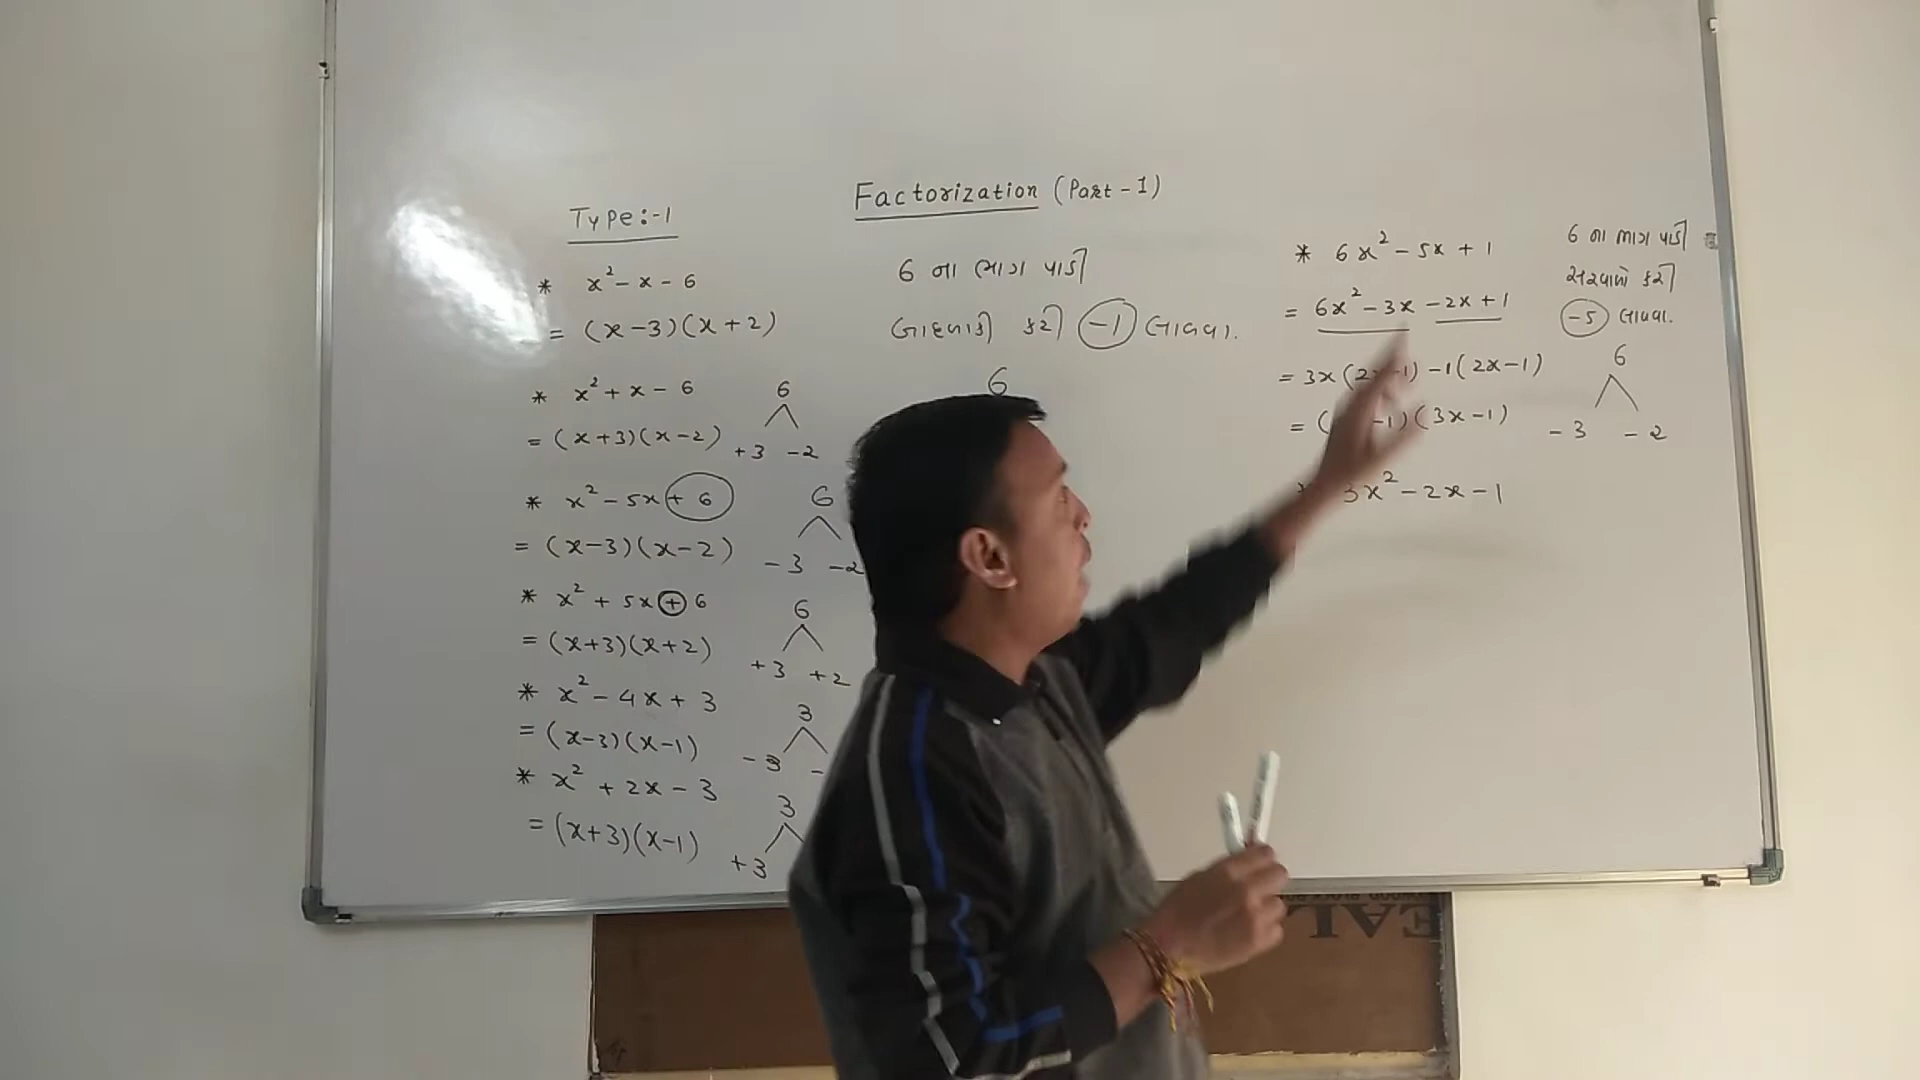 Factorization (Part-1)
Type:-1
* x² - x - 6
= (x-3)(x+2)
* x² + x - 6
= (x+3)(x-2)
6
+3 -2
* x² - 5x + 6
= (x-3)(x-2)
6
-3 -2
* x² + 5x + 6
= (x+3)(x+2)
6
+3 +2
* x² - 4x + 3
= (x-3)(x-1)
3
-3 -
* x² + 2x - 3
= (x+3)(x-1)
3
+3
6 ના ભાગ પાડી
બાદબાકી કરી -1 લાવવા.
6
* 6x² - 5x + 1
= 6x² - 3x - 2x + 1
= 3x(2x-1) -1(2x-1)
= ( -1)(3x-1)
6 ના ભાગ પાડી
સરવાળો કરી
-5 લાવવા.
6
-3 -2
3x² - 2x - 1